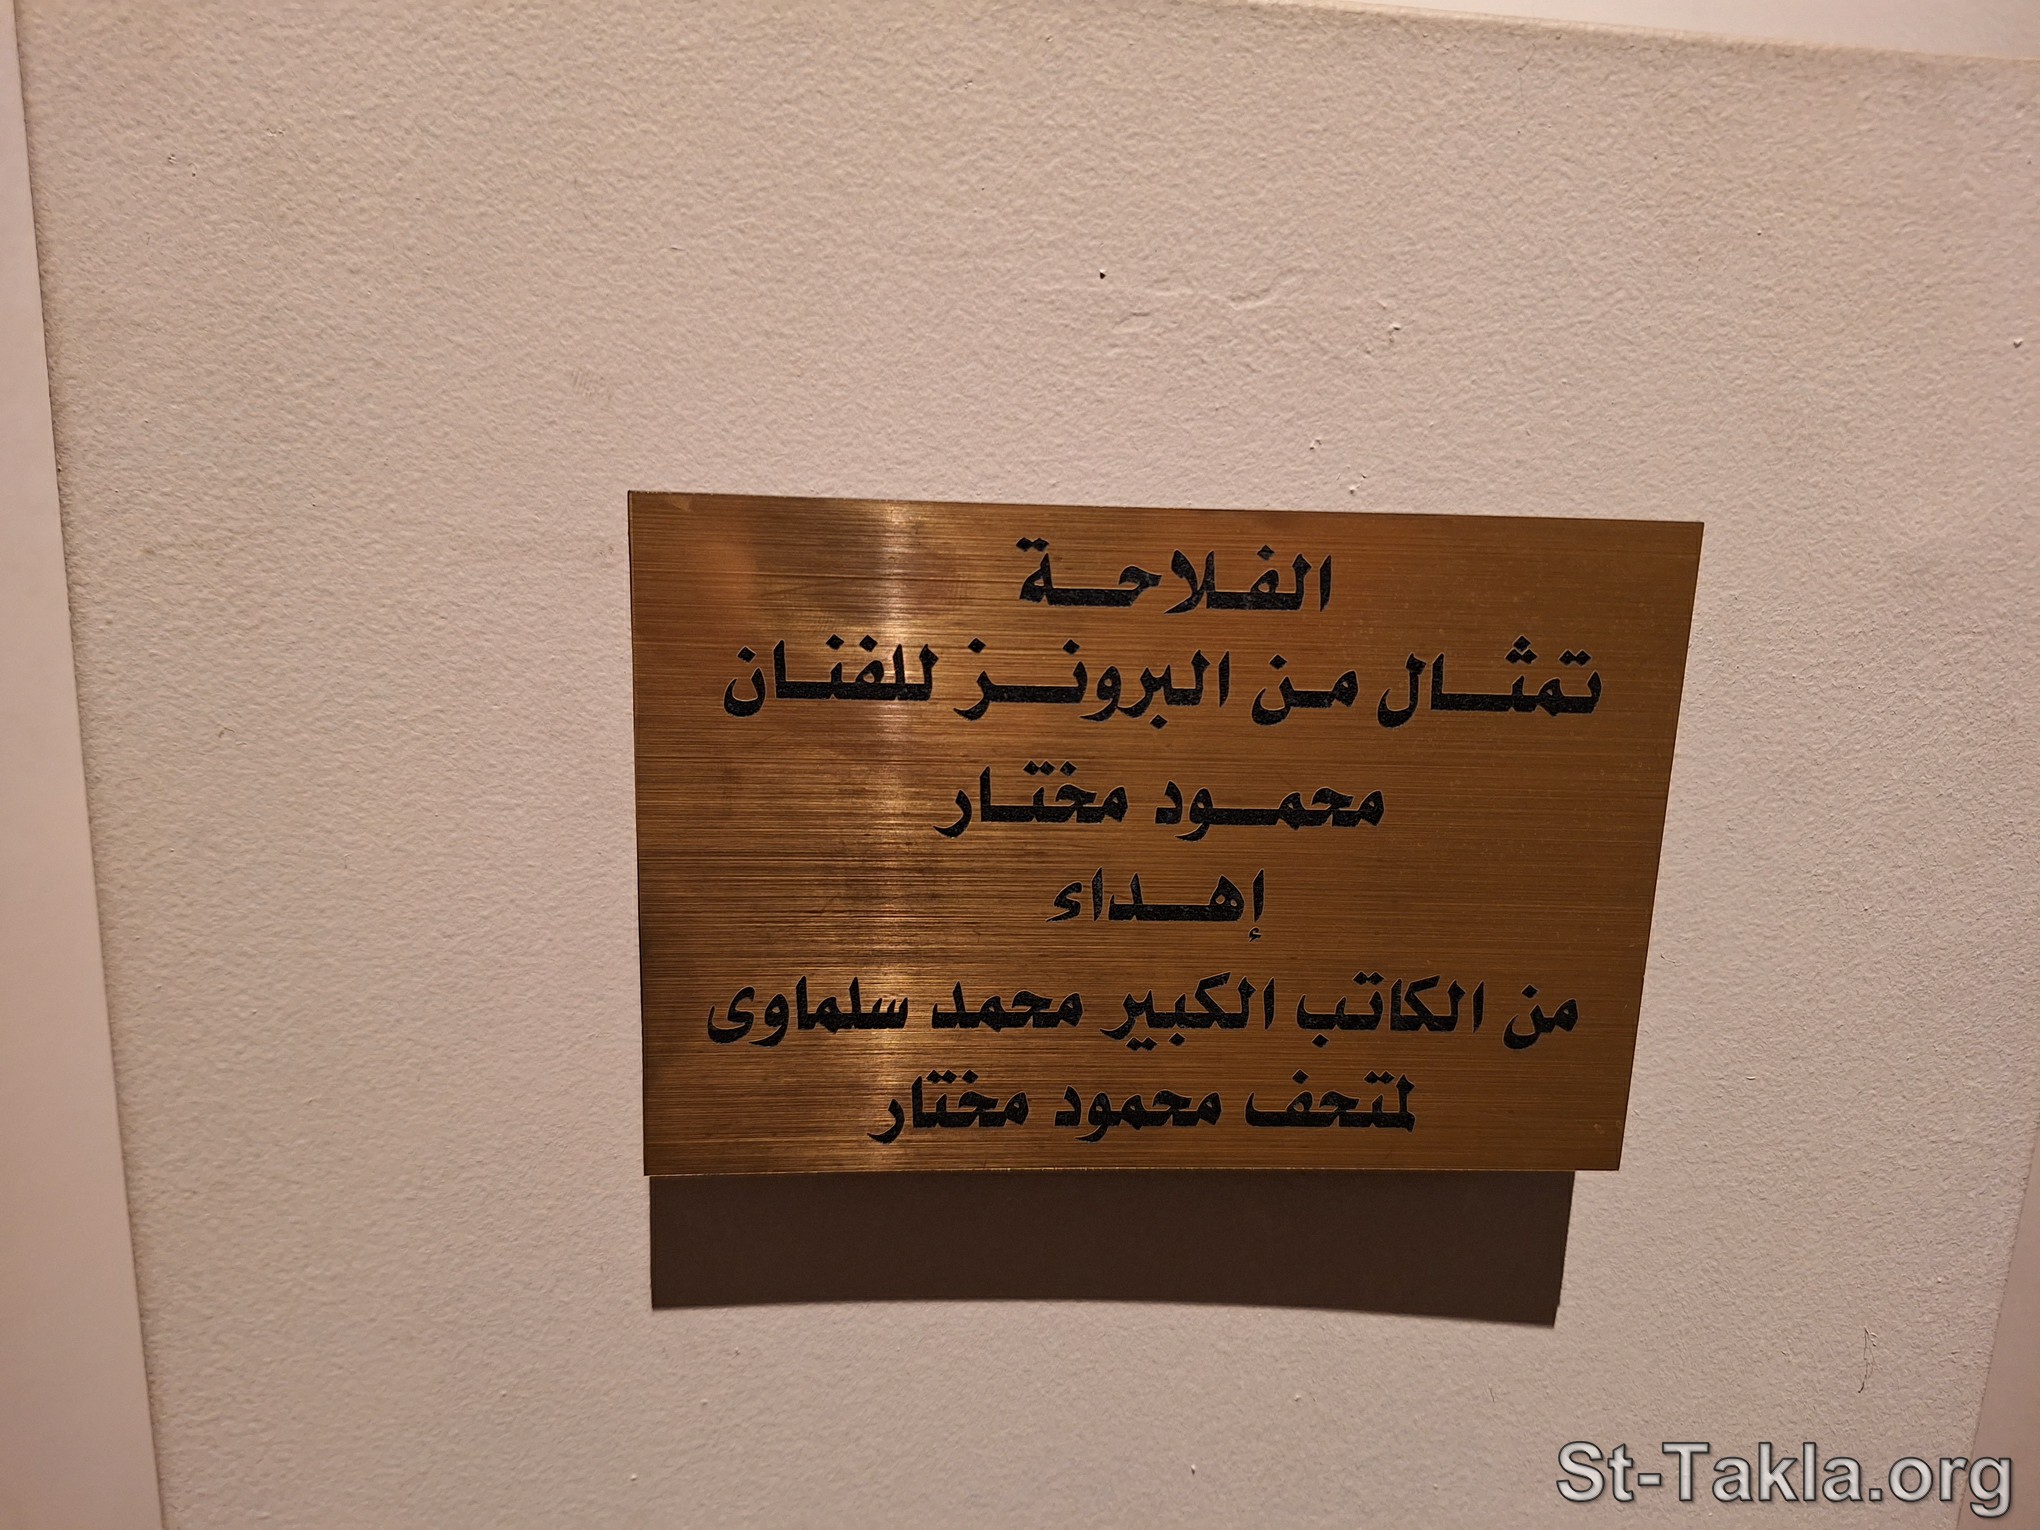 الفلاحة
تمثال من البرونز للفنان
محمود مختار
إهداء
من الكاتب الكبير محمد سلماوى
لمتحف محمود مختار
St-Takla.org